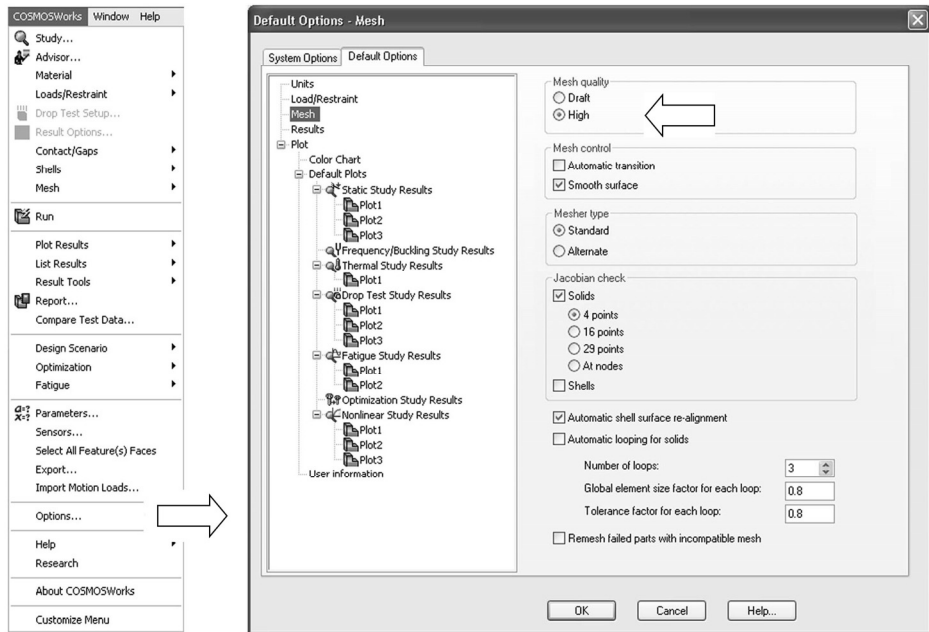 COSMOSWorks Window Help
Study...
Advisor...
Material
Loads/Restraint
Drop Test Setup...
Result Options...
Contact/Gaps
Shells
Mesh
Run
Plot Results
List Results
Result Tools
Report...
Compare Test Data...
Design Scenario
Optimization
Fatigue
Parameters...
Sensors...
Select All Feature(s) Faces
Export...
Import Motion Loads...
Options...
Help
Research
About COSMOSWorks
Customize Menu
Default Options - Mesh
System Options Default Options
Units
Load/Restraint
Mesh
Results
Plot
Color Chart
Default Plots
Static Study Results
Plot1
Plot2
Plot3
Frequency/Buckling Study Results
Thermal Study Results
Plot1
Drop Test Study Results
Plot1
Plot2
Plot3
Fatigue Study Results
Plot1
Plot2
Optimization Study Results
Nonlinear Study Results
Plot1
Plot2
Plot3
User information
Mesh quality
Draft
High
Mesh control
Automatic transition
Smooth surface
Mesher type
Standard
Alternate
Jacobian check
Solids
4 points
16 points
29 points
At nodes
Shells
Automatic shell surface re-alignment
Automatic looping for solids
Number of loops: 3
Global element size factor for each loop: 0.8
Tolerance factor for each loop: 0.8
Remesh failed parts with incompatible mesh
OK Cancel Help...